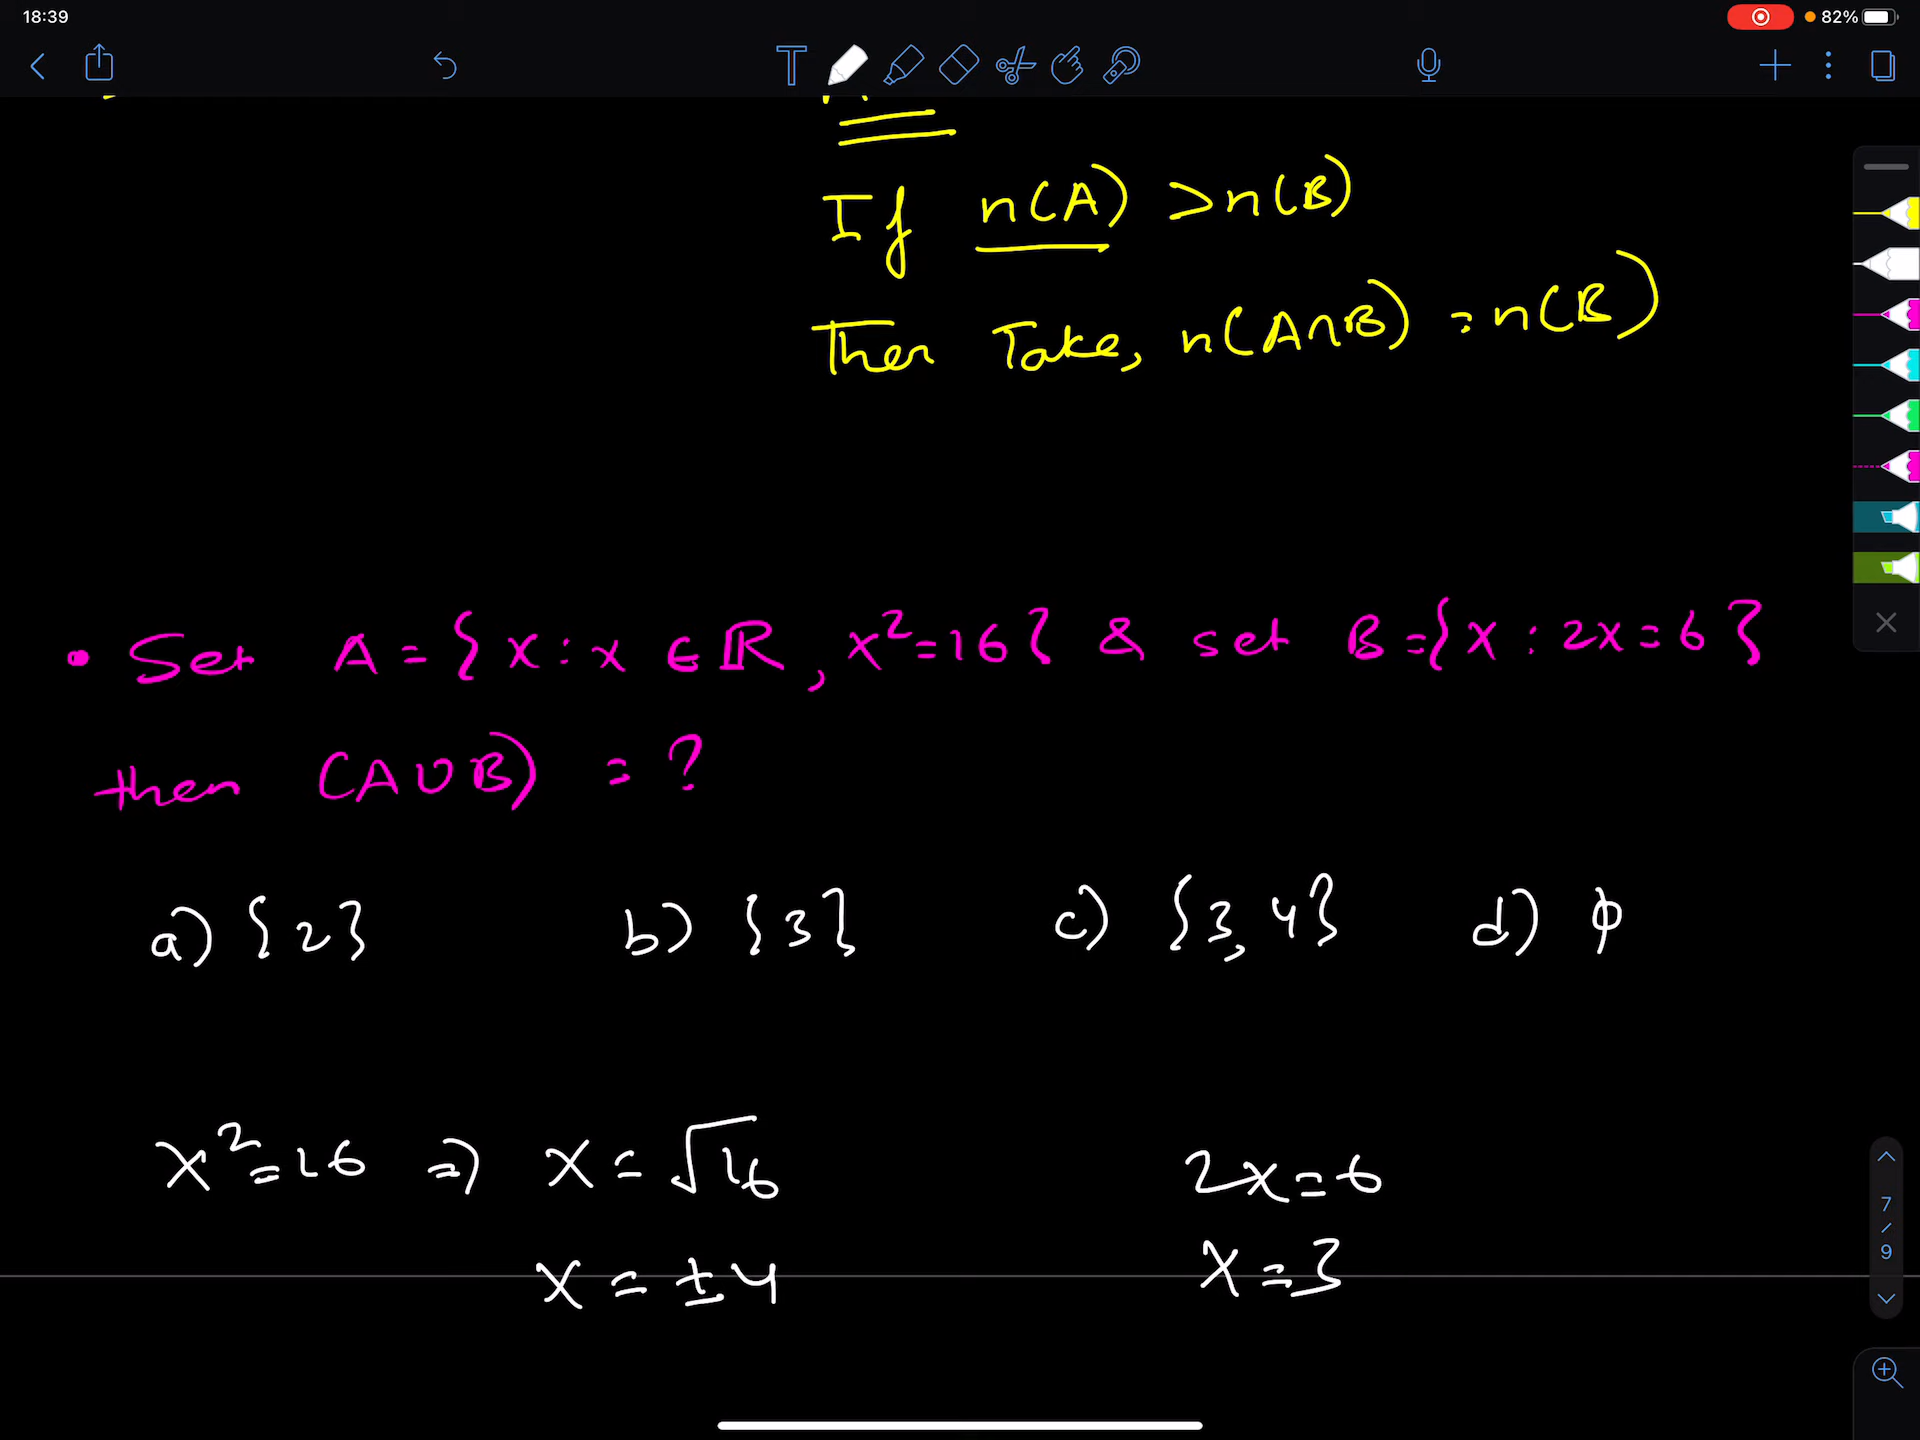 18:39
82%
T
If n(A) > n(B)
Then Take, n(A∩B) = n(B)
• Set A = {x : x ∈ ℝ, x² = 16} & set B = {x : 2x = 6}
then (A∪B) = ?
a) {2} b) {3} c) {3, 4} d) ϕ
x² = 16 => x = √16 2x = 6
x = ±4 x = 3
7
/
9